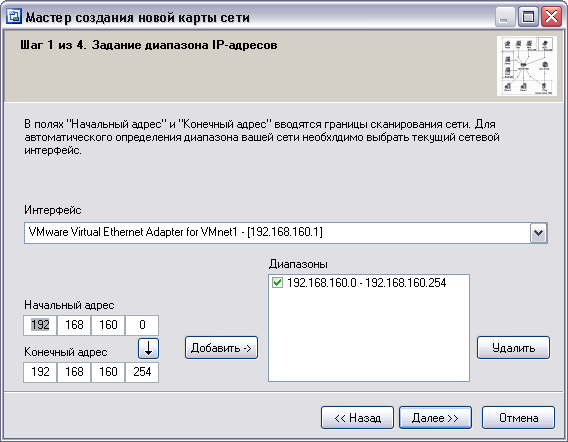 Мастер создания новой карты сети
Шаг 1 из 4. Задание диапазона IP-адресов
В полях "Начальный адрес" и "Конечный адрес" вводятся границы сканирования сети. Для
автоматического определения диапазона вашей сети необхлдимо выбрать текущий сетевой
интерфейс.
Интерфейс
VMware Virtual Ethernet Adapter for VMnet1 - [192.168.160.1]
Диапазоны
192.168.160.0 - 192.168.160.254
Начальный адрес
192 168 160 0
Конечный адрес
192 168 160 254
Добавить ->
Удалить
<< Назад Далее >> Отмена